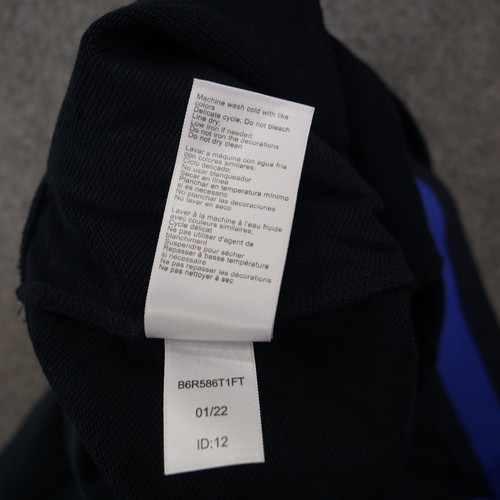 Machine wash cold with like
colors
Delicate cycle; Do not bleach
Line dry;
Low iron if needed;
Do not iron the decorations
Do not dry clean
Lavar a máquina con agua fría
con colores similares;
Ciclo delicado;
No usar blanqueador
Secar en línea
Planchar en temperatura mínimo
si es necesario
No planchar las decoraciones
No lavar en seco
Laver à la machine à l'eau froide
avec couleurs similaires;
Cycle délicat
Ne pas utiliser d'agent de
blanchiment
Suspendre pour sécher
Repasser à basse température
si nécessaire
Ne pas repasser les décorations
Ne pas nettoyer à sec
B6R586T1FT
01/22
ID:12